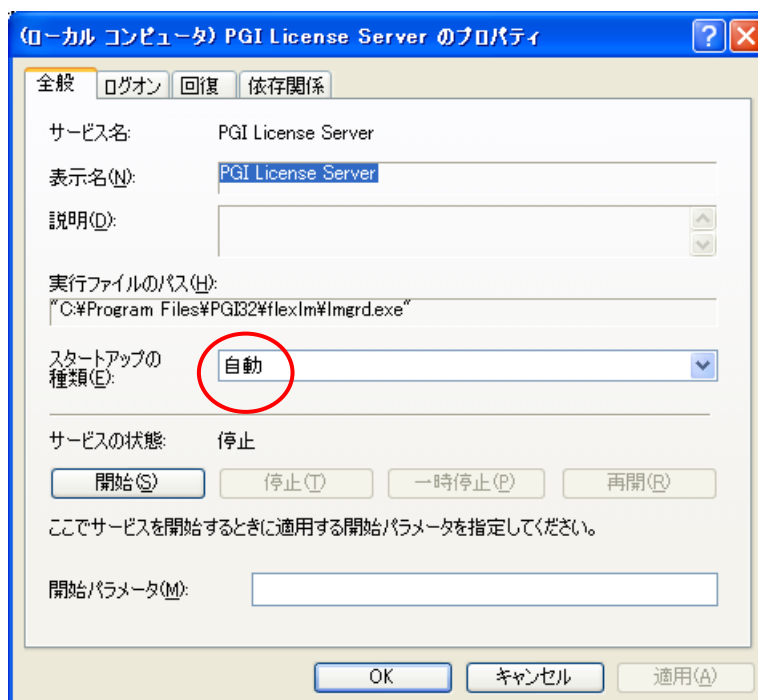 (ローカル コンピュータ) PGI License Server のプロパティ
全般 ログオン 回復 依存関係
サービス名: PGI License Server
表示名(N): PGI License Server
説明(D):
実行ファイルのパス(H):
"C:¥Program Files¥PGI32¥flexlm¥lmgrd.exe"
スタートアップの
種類(E): 自動
サービスの状態: 停止
開始(S) 停止(T) 一時停止(P) 再開(R)
ここでサービスを開始するときに適用する開始パラメータを指定してください。
開始パラメータ(M):
OK キャンセル 適用(A)